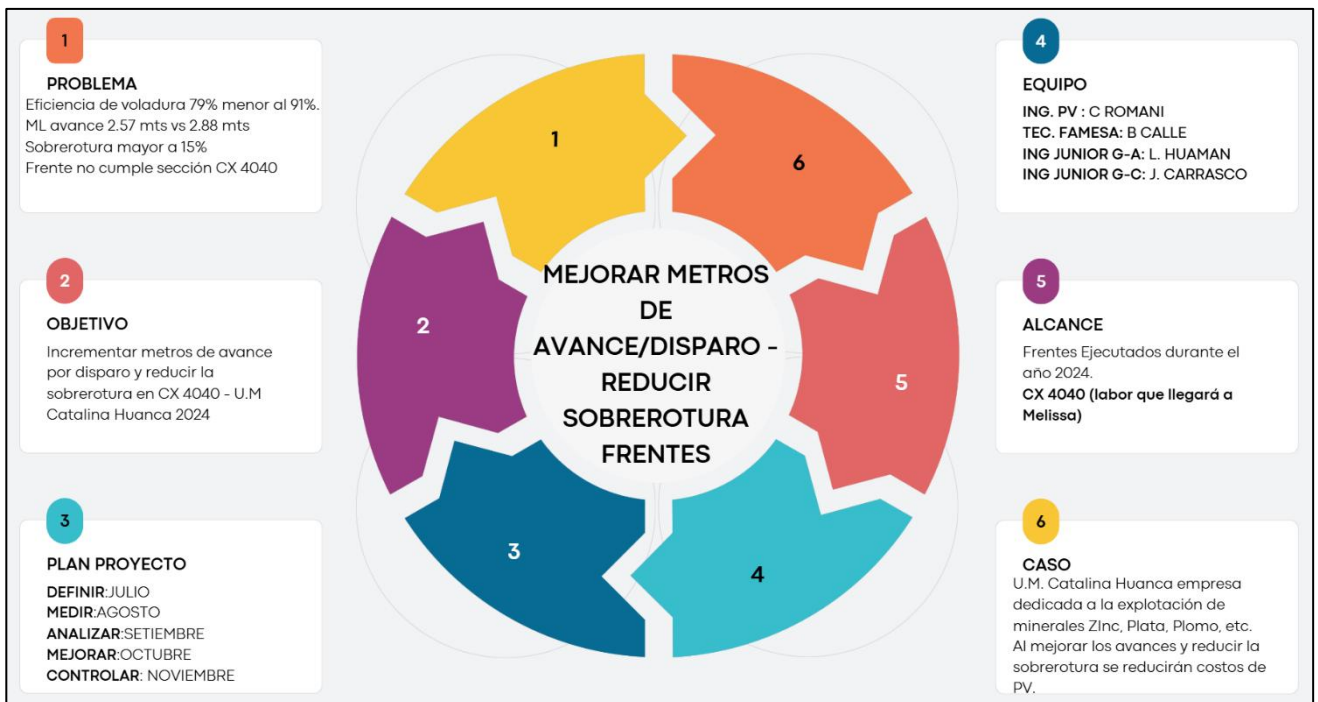 1
PROBLEMA
Eficiencia de voladura 79% menor al 91%.
ML avance 2.57 mts vs 2.88 mts
Sobrerotura mayor a 15%
Frente no cumple sección CX 4040
2
OBJETIVO
Incrementar metros de avance
por disparo y reducir la
sobrerotura en CX 4040 - U.M
Catalina Huanca 2024
3
PLAN PROYECTO
DEFINIR:JULIO
MEDIR:AGOSTO
ANALIZAR:SETIEMBRE
MEJORAR:OCTUBRE
CONTROLAR: NOVIEMBRE
1
6
2
5
3
4
MEJORAR METROS
DE
AVANCE/DISPARO -
REDUCIR
SOBREROTURA
FRENTES
4
EQUIPO
ING. PV : C ROMANI
TEC. FAMESA: B CALLE
ING JUNIOR G-A: L. HUAMAN
ING JUNIOR G-C: J. CARRASCO
5
ALCANCE
Frentes Ejecutados durante el
año 2024.
CX 4040 (labor que llegará a
Melissa)
6
CASO
U.M. Catalina Huanca empresa
dedicada a la explotación de
minerales ZInc, Plata, Plomo, etc.
Al mejorar los avances y reducir la
sobrerotura se reducirán costos de
PV.